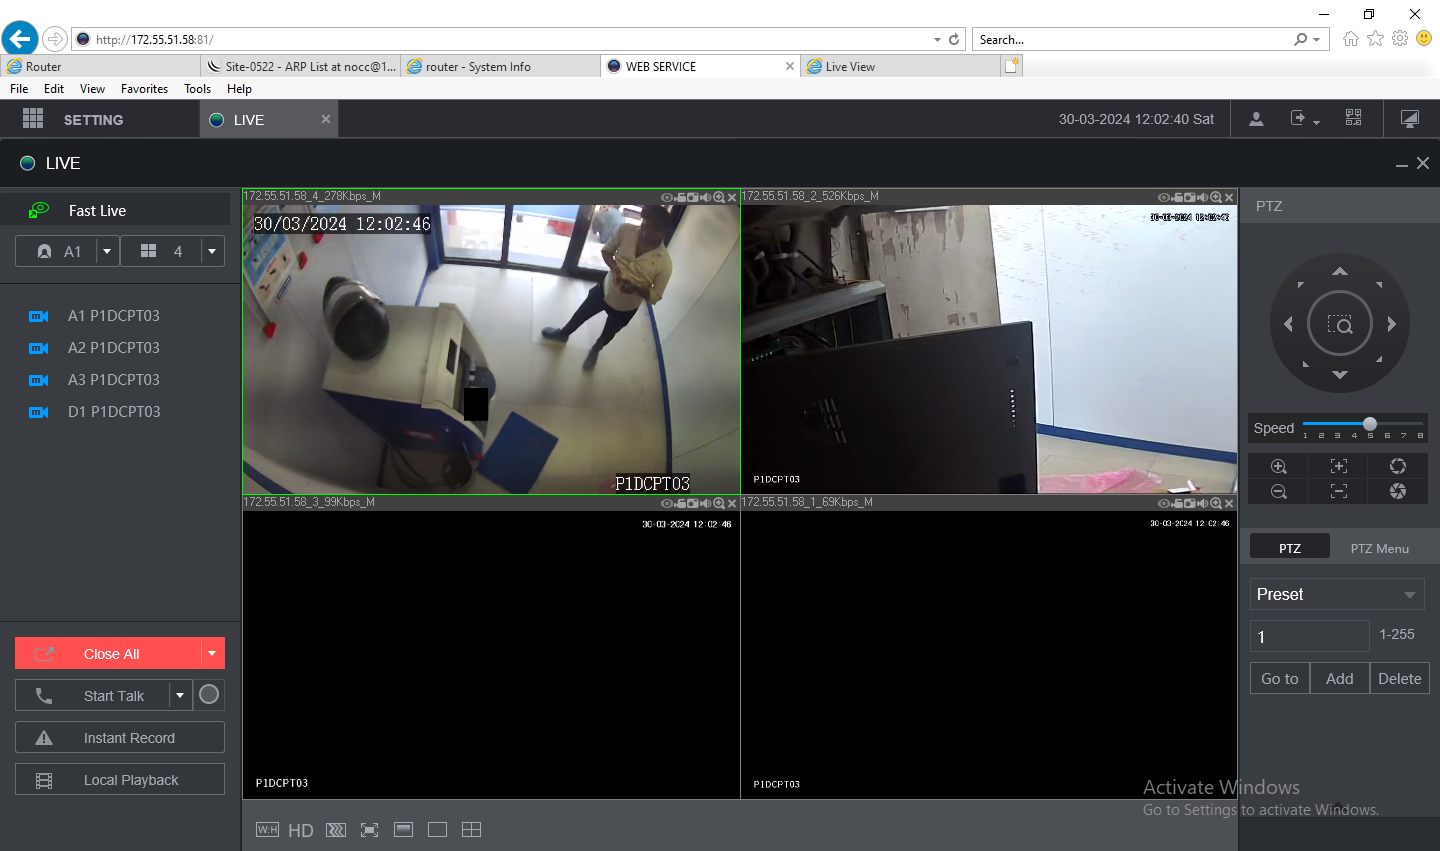 http://172.55.51.58:81/
Search...
Router
Site-0522 - ARP List at nocc@1...
router - System Info
WEB SERVICE
Live View
File Edit View Favorites Tools Help
SETTING
LIVE
30-03-2024 12:02:40 Sat
LIVE
Fast Live
A1
4
A1 P1DCPT03
A2 P1DCPT03
A3 P1DCPT03
D1 P1DCPT03
Close All
Start Talk
Instant Record
Local Playback
172.55.51.58_4_278Kbps_M
30/03/2024 12:02:46
P1DCPT03
172.55.51.58_2_526Kbps_M
P1DCPT03
172.55.51.58_3_99Kbps_M
30-03-2024 12:02:46
P1DCPT03
172.55.51.58_1_69Kbps_M
30-03-2024 12:02:46
P1DCPT03
W:H
HD
PTZ
Speed
1 2 3 4 5 6 7 8
PTZ
PTZ Menu
Preset
1
1-255
Go to
Add
Delete
Activate Windows
Go to Settings to activate Windows.